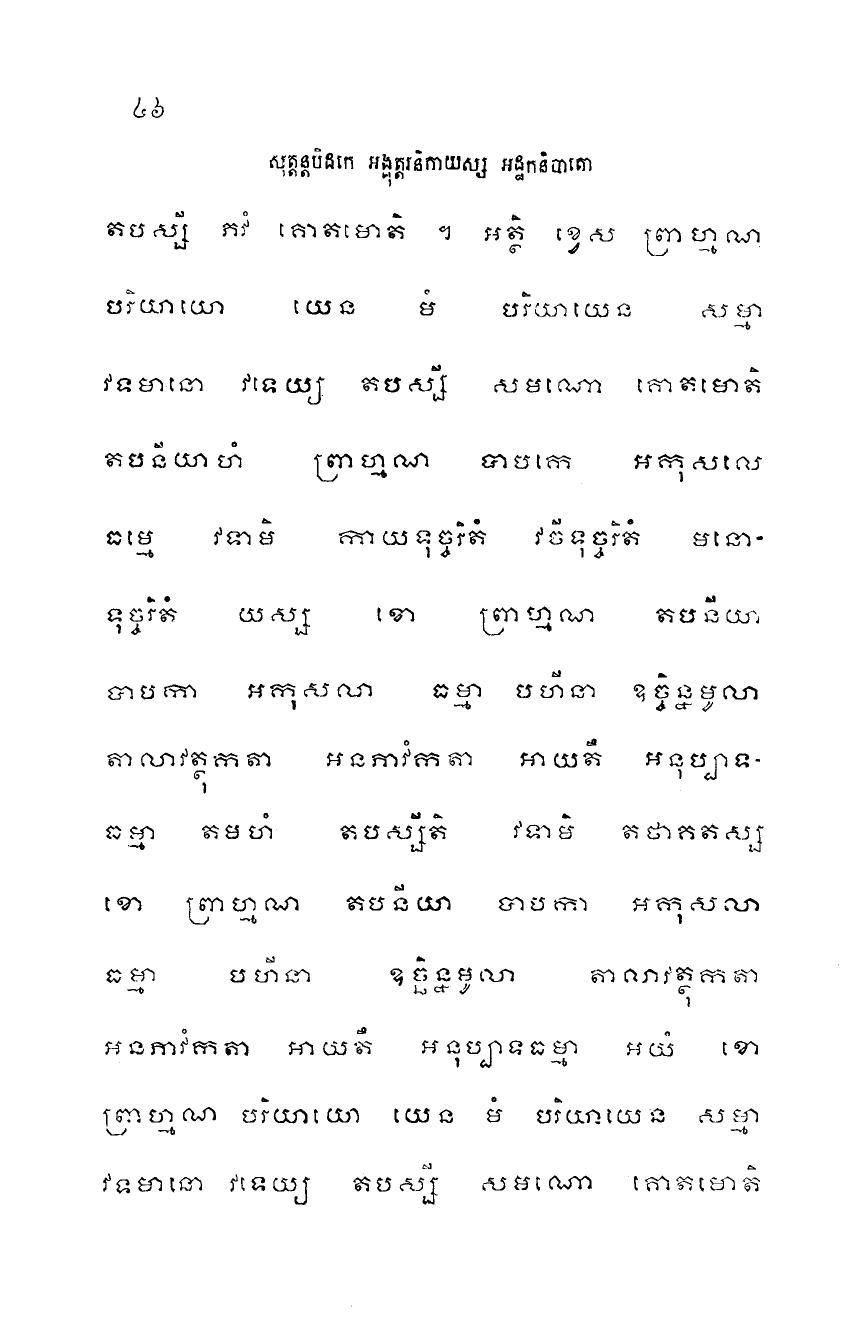 ៤៦
សុត្តន្តបិដកេ អង្គុត្តរនិកាយស្ស អដ្ឋកនិបាតោ
តបស្សី ភវំ គោតមោតិ ។ អត្ថិ ខ្វេស ព្រាហ្មណ
បរិយាយោ យេន មំ បរិយាយេន សម្មា
វទមានោ វទេយ្យ តបស្សី សមណោ គោតមោតិ
តបនីយាហំ ព្រាហ្មណ បាបកេ អកុសលេ
ធម្មេ វទាមិ កាយទុច្ចរិតំ វចីទុច្ចរិតំ មនោ-
ទុច្ចរិតំ យស្ស ខោ ព្រាហ្មណ តបនីយា
បាបកា អកុសលា ធម្មា បហីនា ឧច្ឆិន្នមូលា
តាលាវត្ថុកតា អនភាវំកតា អាយតឹ អនុប្បាទ-
ធម្មា តមហំ តបស្សីតិ វទាមិ តថាគតស្ស
ខោ ព្រាហ្មណ តបនីយា បាបកា អកុសលា
ធម្មា បហីនា ឧច្ឆិន្នមូលា តាលាវត្ថុកតា
អនភាវំកតា អាយតឹ អនុប្បាទធម្មា អយំ ខោ
ព្រាហ្មណ បរិយាយោ យេន មំ បរិយាយេន សម្មា
វទមានោ វទេយ្យ តបស្សី សមណោ គោតមោតិ